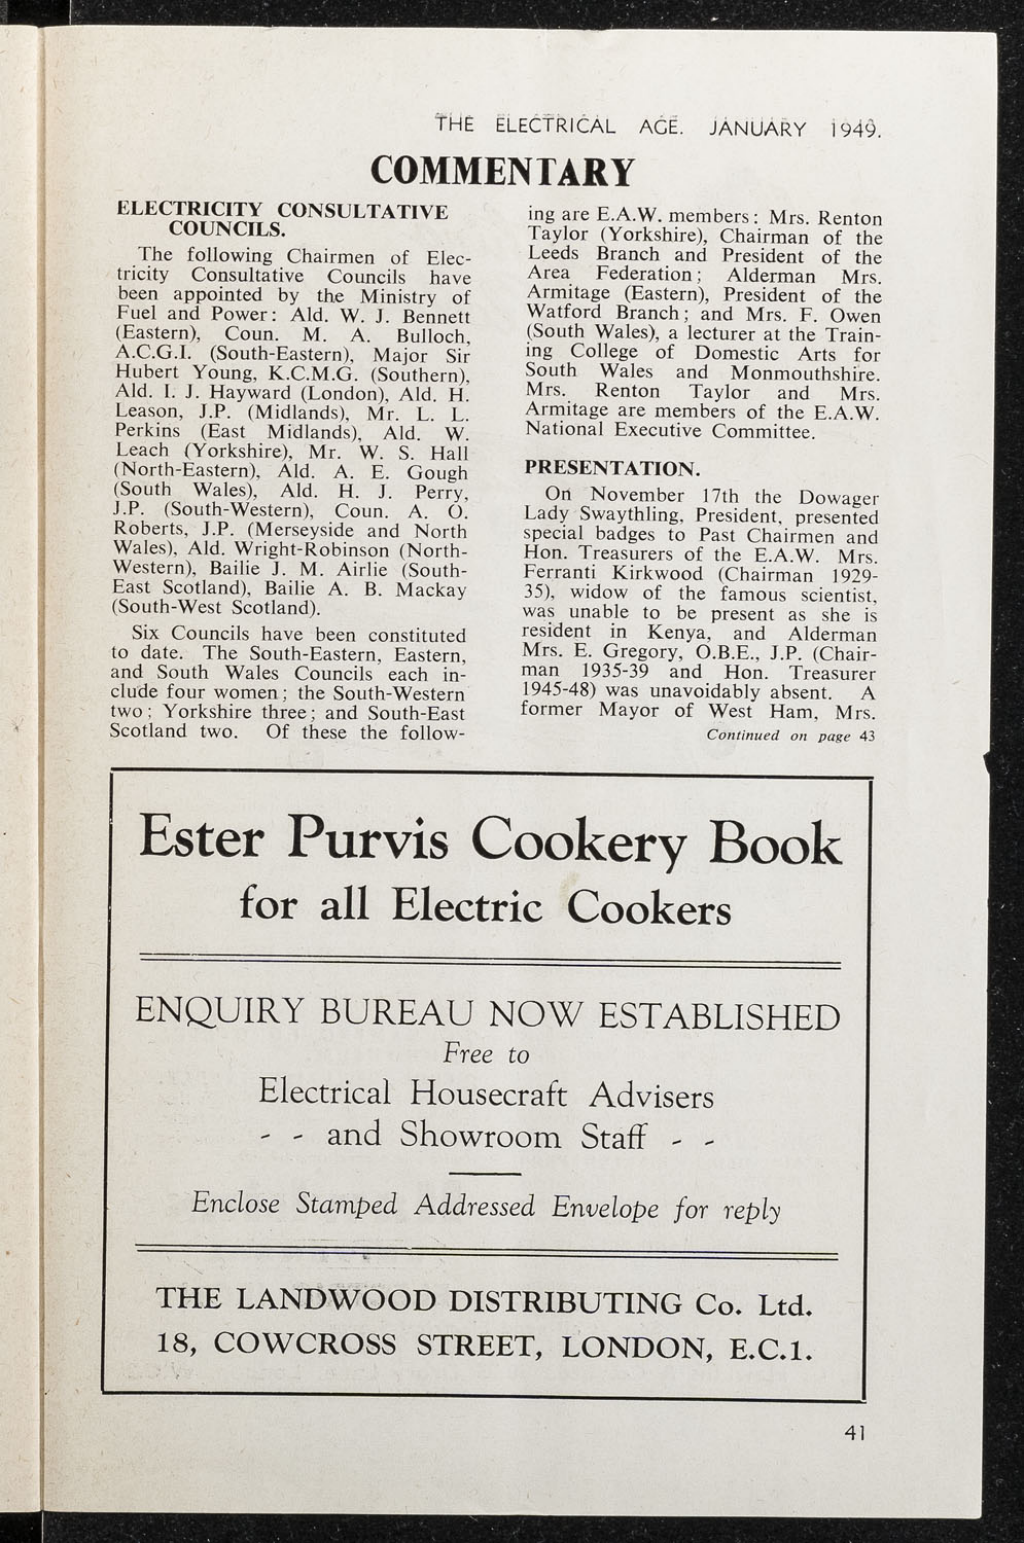 THE ELECTRICAL AGE. JANUARY 1949.
COMMENTARY
ELECTRICITY CONSULTATIVE
COUNCILS.
The following Chairmen of Elec-
tricity Consultative Councils have
been appointed by the Ministry of
Fuel and Power: Ald. W. J. Bennett
(Eastern), Coun. M. A. Bulloch,
A.C.G.I. (South-Eastern), Major Sir
Hubert Young, K.C.M.G. (Southern),
Ald. I. J. Hayward (London), Ald. H.
Leason, J.P. (Midlands), Mr. L. L.
Perkins (East Midlands), Ald. W.
Leach (Yorkshire), Mr. W. S. Hall
(North-Eastern), Ald. A. E. Gough
(South Wales), Ald. H. J. Perry,
J.P. (South-Western), Coun. A. O.
Roberts, J.P. (Merseyside and North
Wales), Ald. Wright-Robinson (North-
Western), Bailie J. M. Airlie (South-
East Scotland), Bailie A. B. Mackay
(South-West Scotland).
Six Councils have been constituted
to date. The South-Eastern, Eastern,
and South Wales Councils each in-
clude four women; the South-Western
two; Yorkshire three; and South-East
Scotland two. Of these the follow-
ing are E.A.W. members: Mrs. Renton
Taylor (Yorkshire), Chairman of the
Leeds Branch and President of the
Area Federation; Alderman Mrs.
Armitage (Eastern), President of the
Watford Branch; and Mrs. F. Owen
(South Wales), a lecturer at the Train-
ing College of Domestic Arts for
South Wales and Monmouthshire.
Mrs. Renton Taylor and Mrs.
Armitage are members of the E.A.W.
National Executive Committee.
PRESENTATION.
On November 17th the Dowager
Lady Swaythling, President, presented
special badges to Past Chairmen and
Hon. Treasurers of the E.A.W. Mrs.
Ferranti Kirkwood (Chairman 1929-
35), widow of the famous scientist,
was unable to be present as she is
resident in Kenya, and Alderman
Mrs. E. Gregory, O.B.E., J.P. (Chair-
man 1935-39 and Hon. Treasurer
1945-48) was unavoidably absent. A
former Mayor of West Ham, Mrs.
Continued on page 43
Ester Purvis Cookery Book
for all Electric Cookers
ENQUIRY BUREAU NOW ESTABLISHED
Free to
Electrical Housecraft Advisers
- - and Showroom Staff - -
Enclose Stamped Addressed Envelope for reply
THE LANDWOOD DISTRIBUTING Co. Ltd.
18, COWCROSS STREET, LONDON, E.C.1.
41